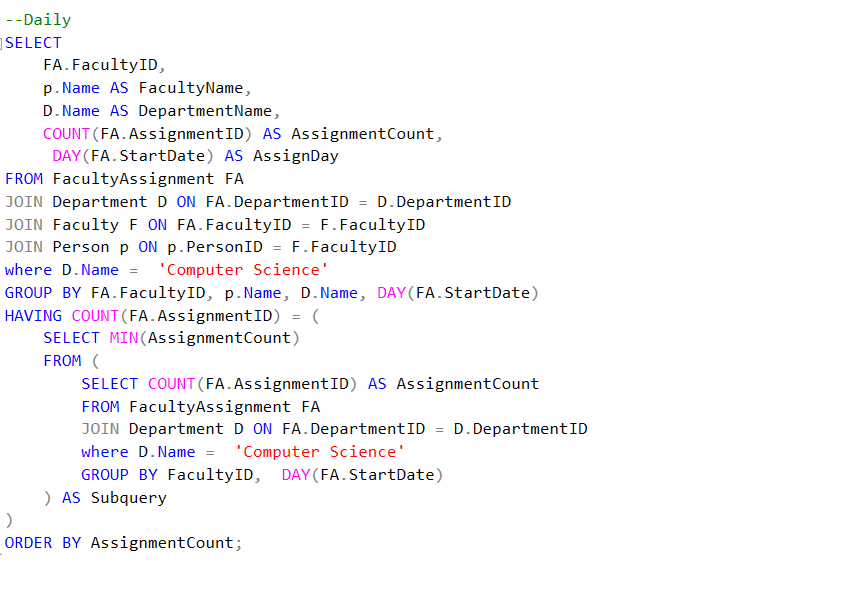 --Daily
SELECT
    FA.FacultyID,
    p.Name AS FacultyName,
    D.Name AS DepartmentName,
    COUNT(FA.AssignmentID) AS AssignmentCount,
     DAY(FA.StartDate) AS AssignDay
FROM FacultyAssignment FA
JOIN Department D ON FA.DepartmentID = D.DepartmentID
JOIN Faculty F ON FA.FacultyID = F.FacultyID
JOIN Person p ON p.PersonID = F.FacultyID
where D.Name =  'Computer Science'
GROUP BY FA.FacultyID, p.Name, D.Name, DAY(FA.StartDate)
HAVING COUNT(FA.AssignmentID) = (
    SELECT MIN(AssignmentCount)
    FROM (
        SELECT COUNT(FA.AssignmentID) AS AssignmentCount
        FROM FacultyAssignment FA
        JOIN Department D ON FA.DepartmentID = D.DepartmentID
        where D.Name =  'Computer Science'
        GROUP BY FacultyID,  DAY(FA.StartDate)
    ) AS Subquery
)
ORDER BY AssignmentCount;